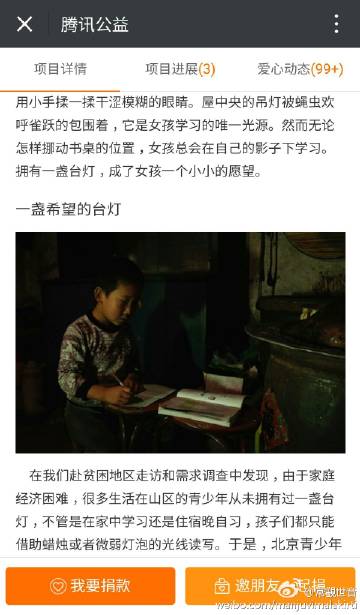 腾讯公益
项目详情 项目进展(3) 爱心动态(99+)
用小手揉一揉干涩模糊的眼睛。屋中央的吊灯被蝇虫欢
呼雀跃的包围着，它是女孩学习的唯一光源。然而无论
怎样挪动书桌的位置，女孩总会在自己的影子下学习。
拥有一盏台灯，成了女孩一个小小的愿望。
一盏希望的台灯
在我们赴贫困地区走访和需求调查中发现，由于家庭
经济困难，很多生活在山区的青少年从未拥有过一盏台
灯，不管是在家中学习还是住宿晚自习，孩子们都只能
借助蜡烛或者微弱灯泡的光线读写。于是，北京青少年
我要捐款 邀朋友一起捐